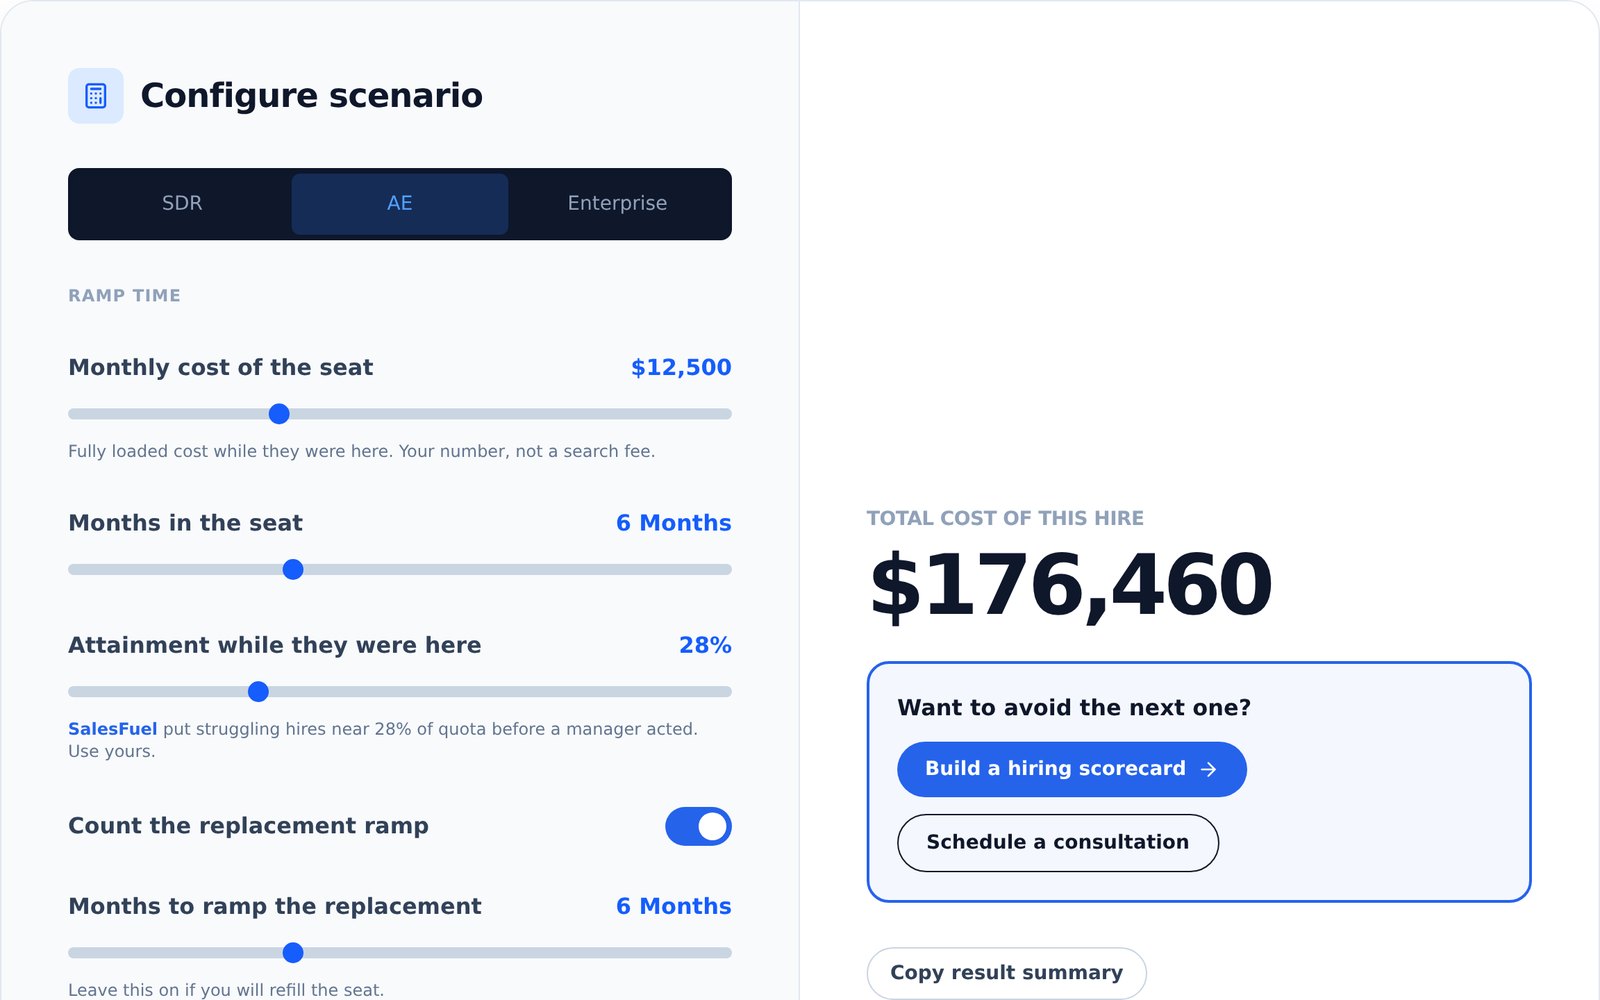 Configure scenario
SDR
AE
Enterprise
RAMP TIME
Monthly cost of the seat
$12,500
Fully loaded cost while they were here. Your number, not a search fee.
Months in the seat
6 Months
Attainment while they were here
28%
SalesFuel put struggling hires near 28% of quota before a manager acted.
Use yours.
Count the replacement ramp
Months to ramp the replacement
6 Months
Leave this on if you will refill the seat.
TOTAL COST OF THIS HIRE
$176,460
Want to avoid the next one?
Build a hiring scorecard →
Schedule a consultation
Copy result summary